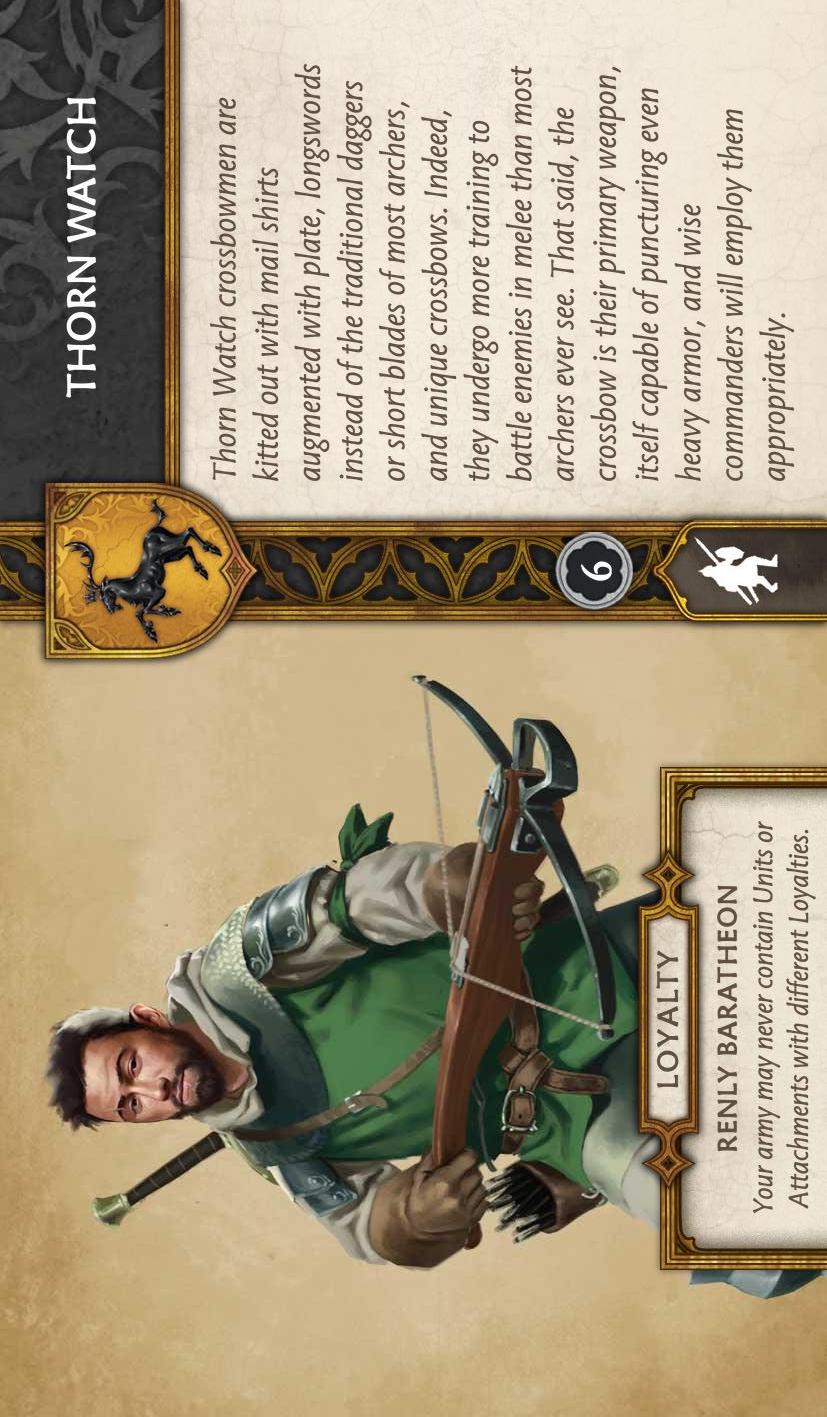 THORN WATCH
Thorn Watch crossbowmen are
kitted out with mail shirts
augmented with plate, longswords
instead of the traditional daggers
or short blades of most archers,
and unique crossbows. Indeed,
they undergo more training to
battle enemies in melee than most
archers ever see. That said, the
crossbow is their primary weapon,
itself capable of puncturing even
heavy armor, and wise
commanders will employ them
appropriately.
6
LOYALTY
RENLY BARATHEON
Your army may never contain Units or
Attachments with different Loyalties.